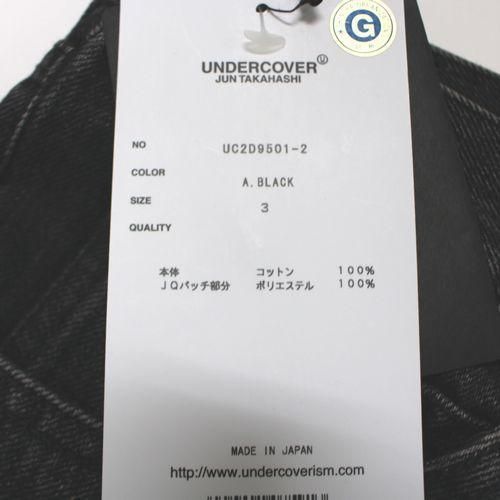 G
UNDERCOVER Ⓤ
JUN TAKAHASHI
NO UC2D9501-2
COLOR A.BLACK
SIZE 3
QUALITY
本体 コットン 100%
JQパッチ部分 ポリエステル 100%
MADE IN JAPAN
http://www.undercoverism.com/